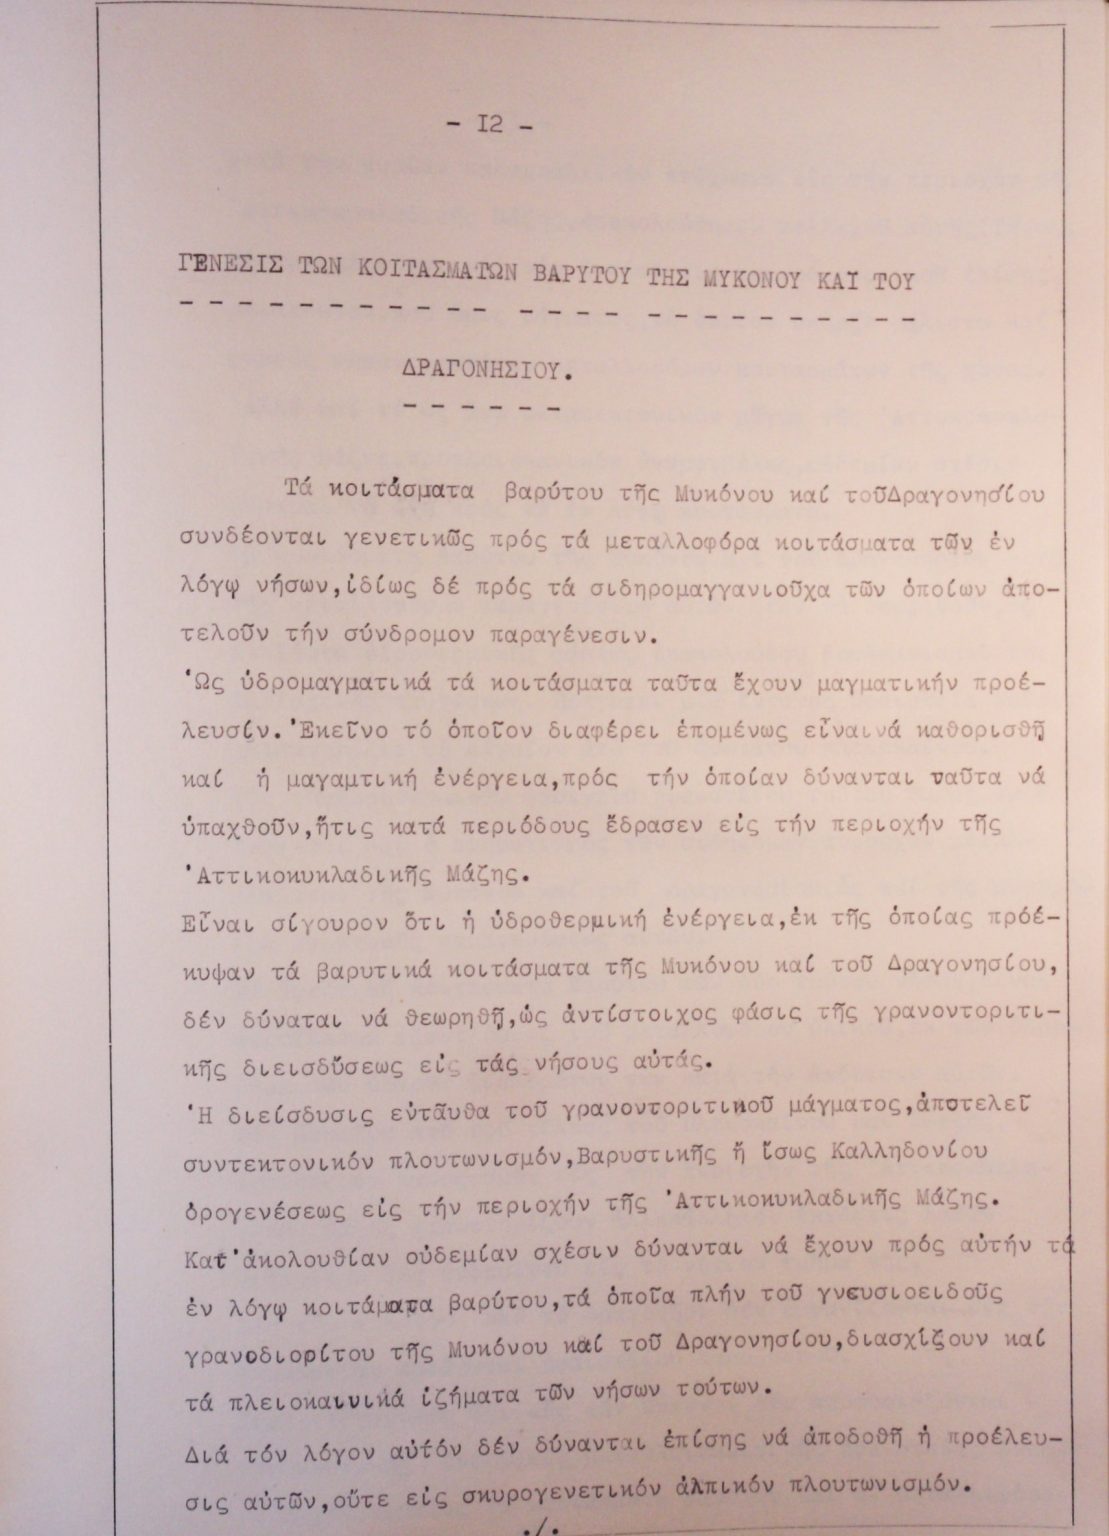 - I2 -
ΓΕΝΕΣΙΣ ΤΩΝ ΚΟΙΤΑΣΜΑΤΩΝ ΒΑΡΥΤΟΥ ΤΗΣ ΜΥΚΟΝΟΥ ΚΑΙ ΤΟΥ
ΔΡΑΓΟΝΗΣΙΟΥ.
Τά κοιτάσματα βαρύτου τῆς Μυκόνου καί τοῦΔραγονησίου
συνδέονται γενετικῶς πρός τά μεταλλοφόρα κοιτάσματα τῶν ἐν
λόγῳ νήσων,ἰδίως δέ πρός τά σιδηρομαγγανιοῦχα τῶν ὁποίων ἀπο-
τελοῦν τήν σύνδρομον παραγένεσιν.
Ὡς ὑδρομαγματικά τά κοιτάσματα ταῦτα ἔχουν μαγματικήν προέ-
λευσίν.Ἐκεῖνο τό ὁποῖον διαφέρει ἑπομένως εἶναινά καθορισθῇ
καί ἡ μαγαμτική ἐνέργεια,πρός τήν ὁποίαν δύνανται ταῦτα νά
ὑπαχθοῦν,ἥτις κατά περιόδους ἔδρασεν εἰς τήν περιοχήν τῆς
Ἀττικοκυκλαδικῆς Μάζης.
Εἶναι σίγουρον ὅτι ἡ ὑδροθερμική ἐνέργεια,ἐκ τῆς ὁποίας πρόέ-
κυψαν τά βαρυτικά κοιτάσματα τῆς Μυκόνου καί τοῦ Δραγονησίου,
δέν δύναται νά θεωρηθῇ,ὡς ἀντίστοιχος φάσις τῆς γρανοντοριτι-
κῆς διεισδὔσεως εἰς τάς νήσους αὐτάς.
Ἡ διείσδυσις εὐτᾶυθα τοῦ γρανοντοριτικοῦ μάγματος,ἀποτελεῖ
συντεκτονικόν πλουτωνισμόν,Βαρυστικῆς ἤ ἴσως Καλληδονίου
ὀρογενέσεως εἰς τήν περιοχήν τῆς Ἀττικοκυκλαδικῆς Μάζης.
Κατ'ἀκολουθίαν οὐδεμίαν σχέσιν δύνανται νά ἔχουν πρός αὐτήν τά
ἐν λόγῳ κοιτάματα βαρύτου,τά ὁποῖα πλήν τοῦ γνευσιοειδοῦς
γρανοδιορίτου τῆς Μυκόνου καί τοῦ Δραγονησίου,διασχίζουν καί
τά πλειοκαινικά ἰζήματα τῶν νήσων τούτων.
Διά τόν λόγον αὐτόν δέν δύνανται ἐπίσης νά ἀποδοθῆ ἡ προέλευ-
σις αὐτῶν,οὔτε εἰς σκυρογενετικόν ἀλπικόν πλουτωνισμόν.
./.